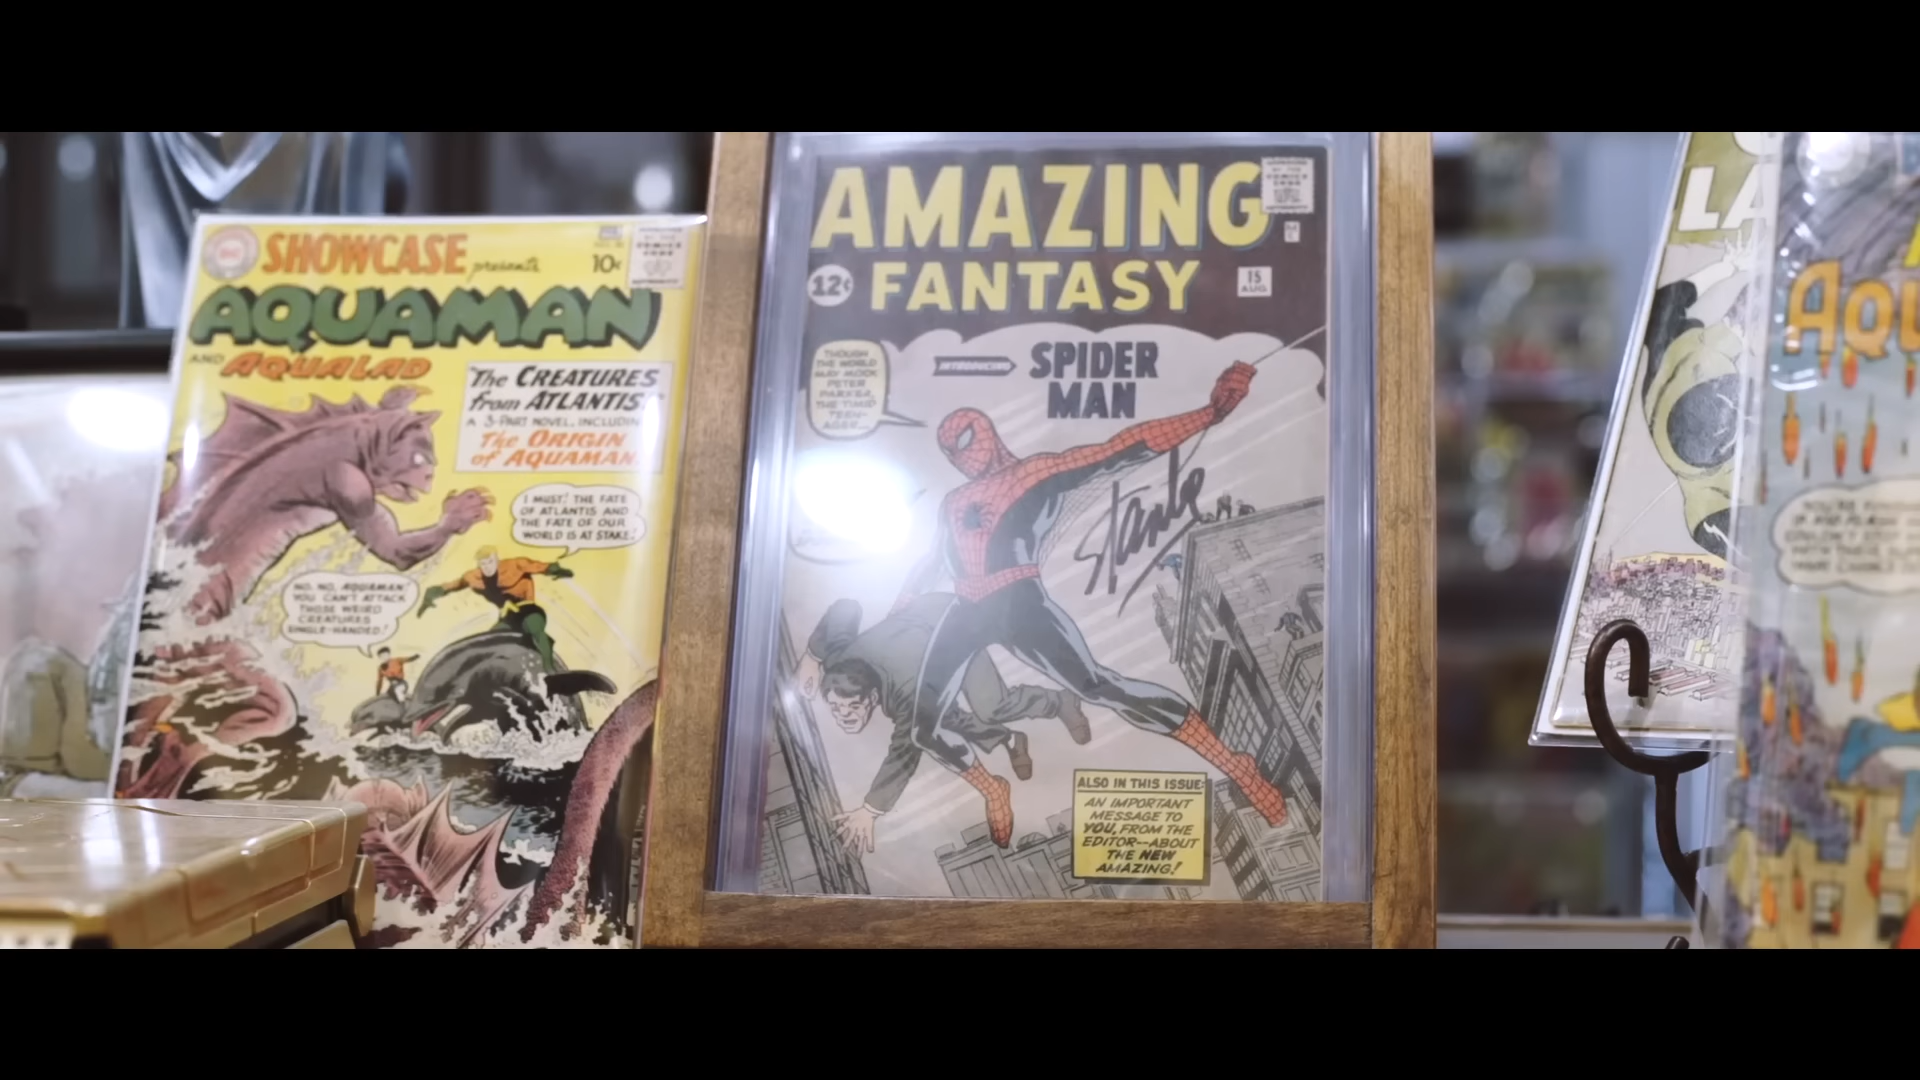 SHOWCASE presents
10¢
AQUAMAN
AND AQUALAD
"The CREATURES
from ATLANTIS"
A 3-PART NOVEL, INCLUDING
The ORIGIN
of AQUAMAN
I MUST! THE FATE
OF ATLANTIS AND
THE FATE OF OUR
WORLD IS AT STAKE!
NO, NO, AQUAMAN!
YOU CAN'T ATTACK
THOSE WEIRD
CREATURES
SINGLE-HANDED!
AMAZING
FANTASY
12¢
15
AUG.
THOUGH
THE WORLD
MAY MOCK
PETER
PARKER,
THE TIMID
TEEN-
AGER...
INTRODUCING
SPIDER
MAN
Stan Lee
ALSO IN THIS ISSUE:
AN IMPORTANT
MESSAGE TO
YOU, FROM THE
EDITOR--ABOUT
THE NEW
AMAZING!
LA
AQU